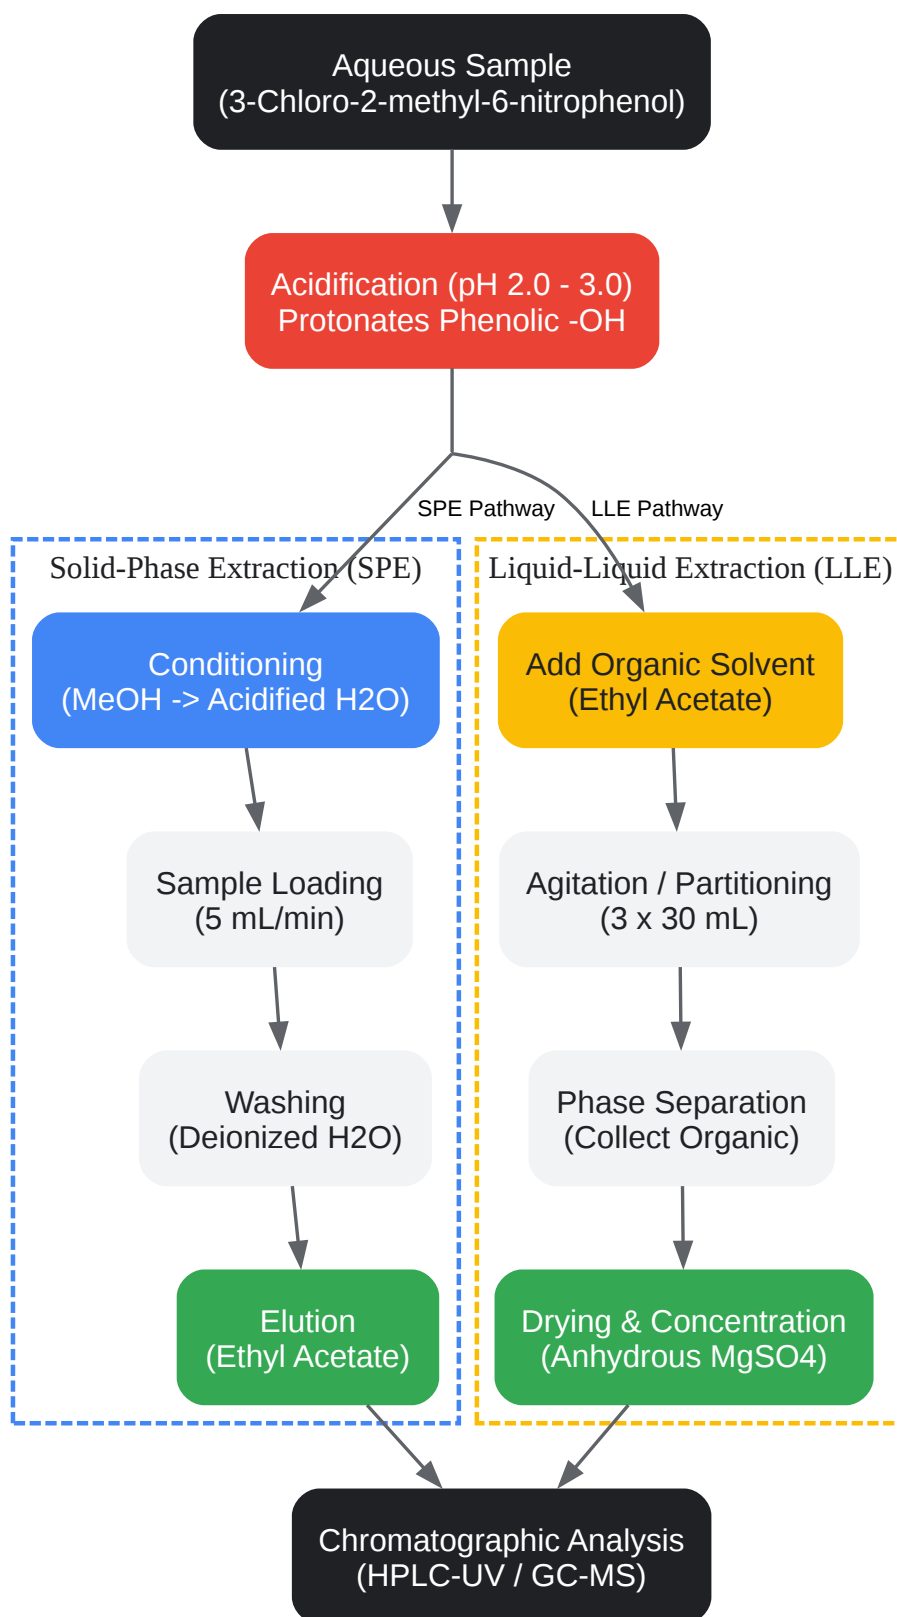 Aqueous Sample
(3-Chloro-2-methyl-6-nitrophenol)
Acidification (pH 2.0 - 3.0)
Protonates Phenolic -OH
SPE Pathway
LLE Pathway
Solid-Phase Extraction (SPE)
Conditioning
(MeOH -> Acidified H2O)
Sample Loading
(5 mL/min)
Washing
(Deionized H2O)
Elution
(Ethyl Acetate)
Liquid-Liquid Extraction (LLE)
Add Organic Solvent
(Ethyl Acetate)
Agitation / Partitioning
(3 x 30 mL)
Phase Separation
(Collect Organic)
Drying & Concentration
(Anhydrous MgSO4)
Chromatographic Analysis
(HPLC-UV / GC-MS)